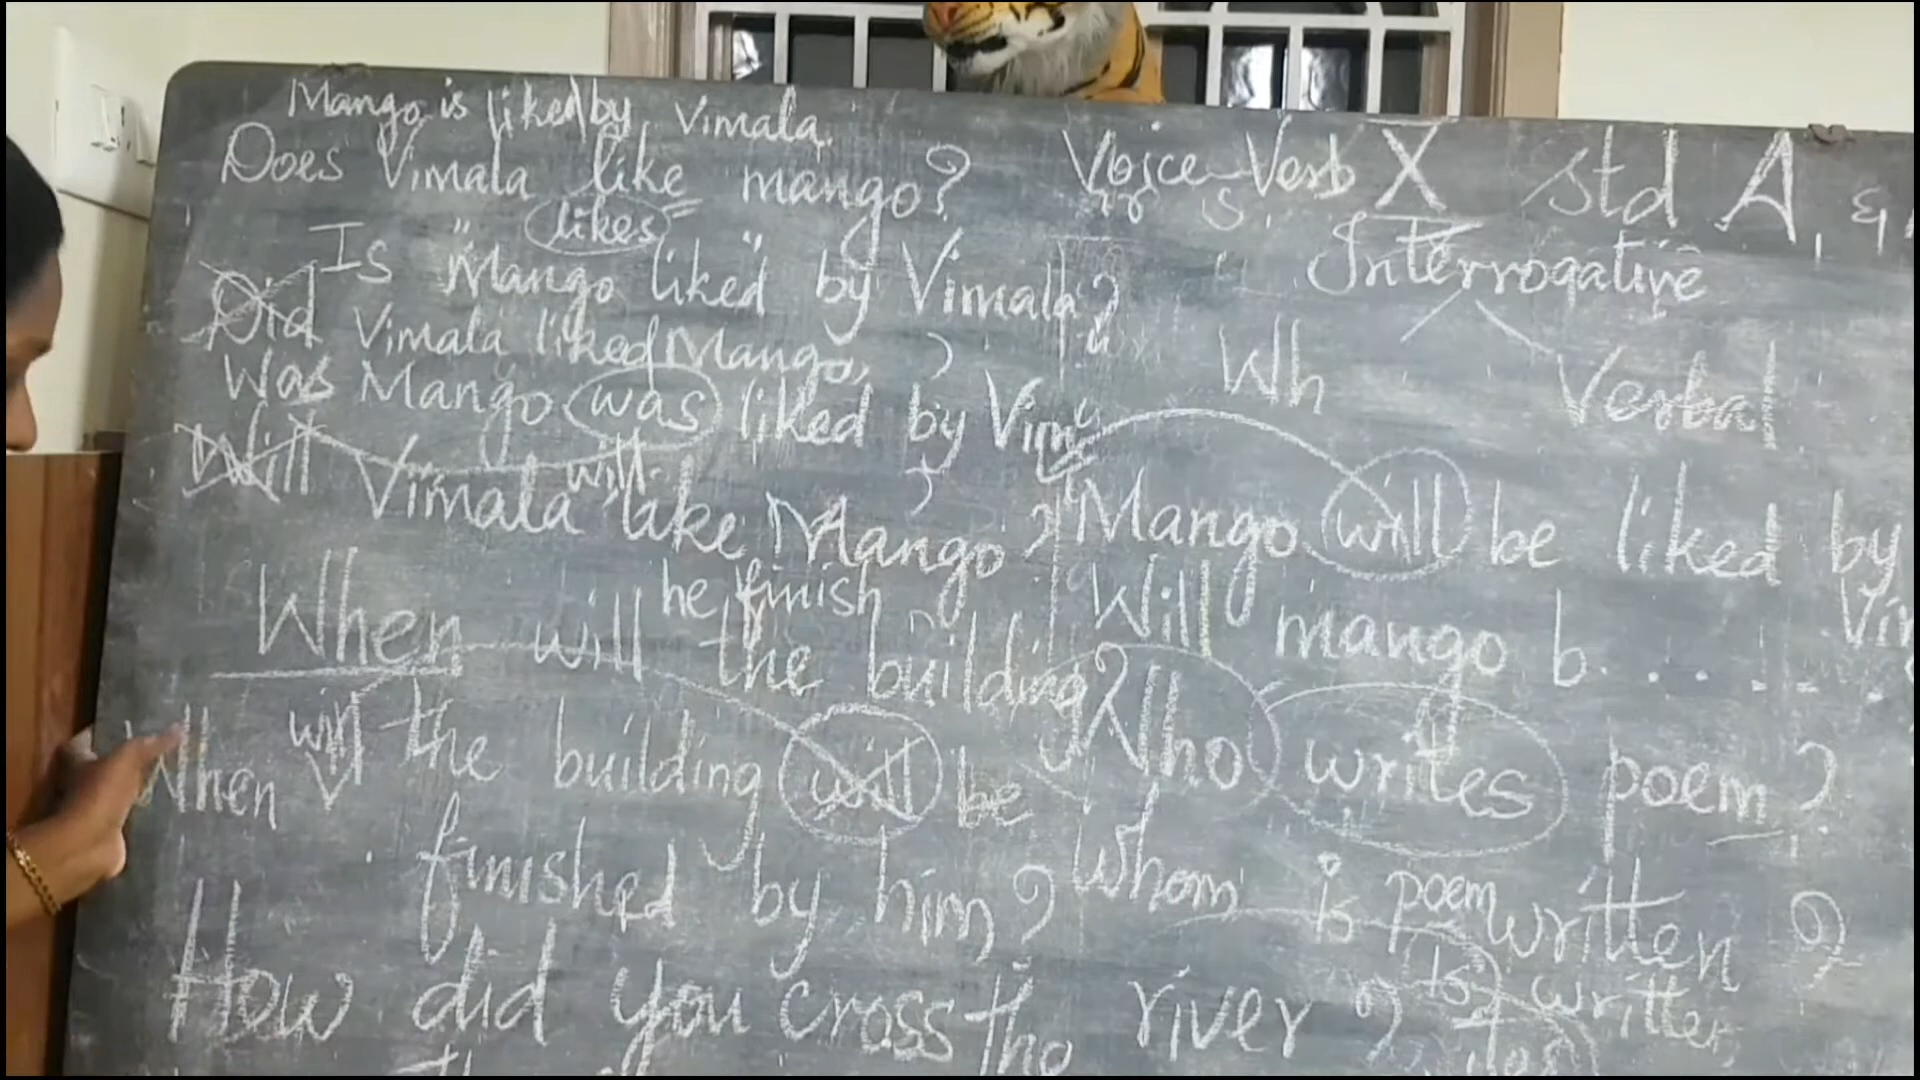 Mango is liked by Vimala.
Does Vimala like mango?
likes
Is "Mango liked" by Vimala?
Did Vimala liked Mango,
Was Mango was liked by Vim
will
Will Vimala like Mango?
he finish
When will the building?
When will the building will be
finished by him?
How did you cross the river?
Voice Verb X std A,
Interrogative
Wh Verbal
Mango will be liked by
Will mango b.....
Who writes poem?
Whom is poem written?
is written